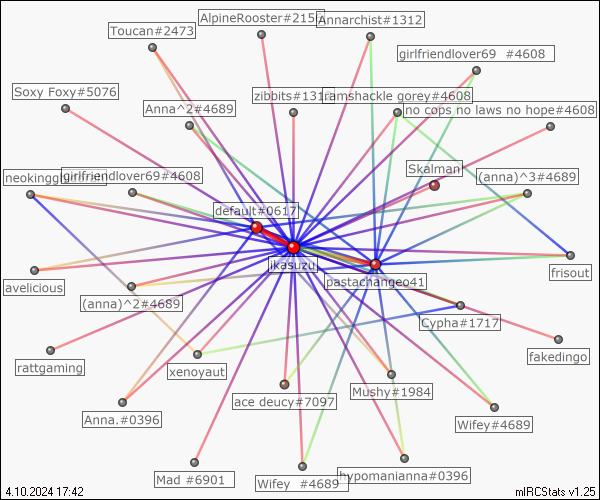 AlpineRooster#215
Annarchist#1312
Toucan#2473
girlfriendlover69 #4608
Soxy Foxy#5076
zibbits#131
ramshackle gorey#4608
Anna^2#4689
no cops no laws no hope#4608
Skalman
neokingg
girlfriendlover69#4608
(anna)^3#4689
default#0617
ikasuzu
frisout
avelicious
pastachangeo41
(anna)^2#4689
Cypha#1717
rattgaming
fakedingo
xenoyaut
Mushy#1984
ace deucy#7097
Anna.#0396
Wifey#4689
hypomanianna#0396
Mad #6901
Wifey #4689
4.10.2024 17:42
mIRCStats v1.25